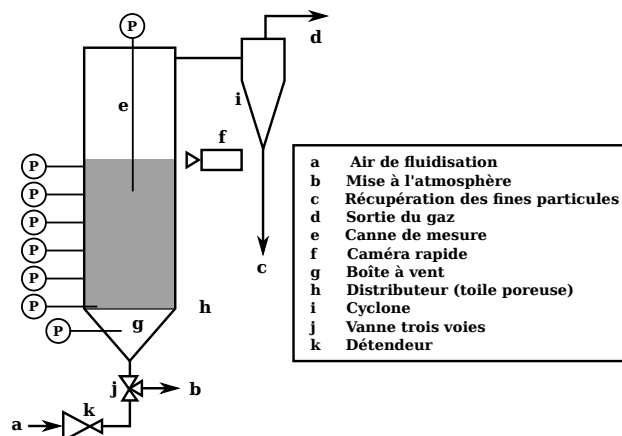 P
d
e
i
f
P
P
P
P
P
c
P
h
g
P
j
b
k
a
a Air de fluidisation
b Mise à l'atmosphère
c Récupération des fines particules
d Sortie du gaz
e Canne de mesure
f Caméra rapide
g Boîte à vent
h Distributeur (toile poreuse)
i Cyclone
j Vanne trois voies
k Détendeur